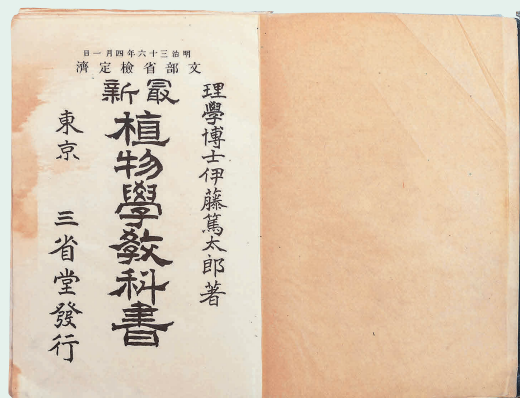 明治三十六年四月一日
文部省檢定濟
理學博士伊藤篤太郎著
最新
植物學教科書
東京 三省堂發行